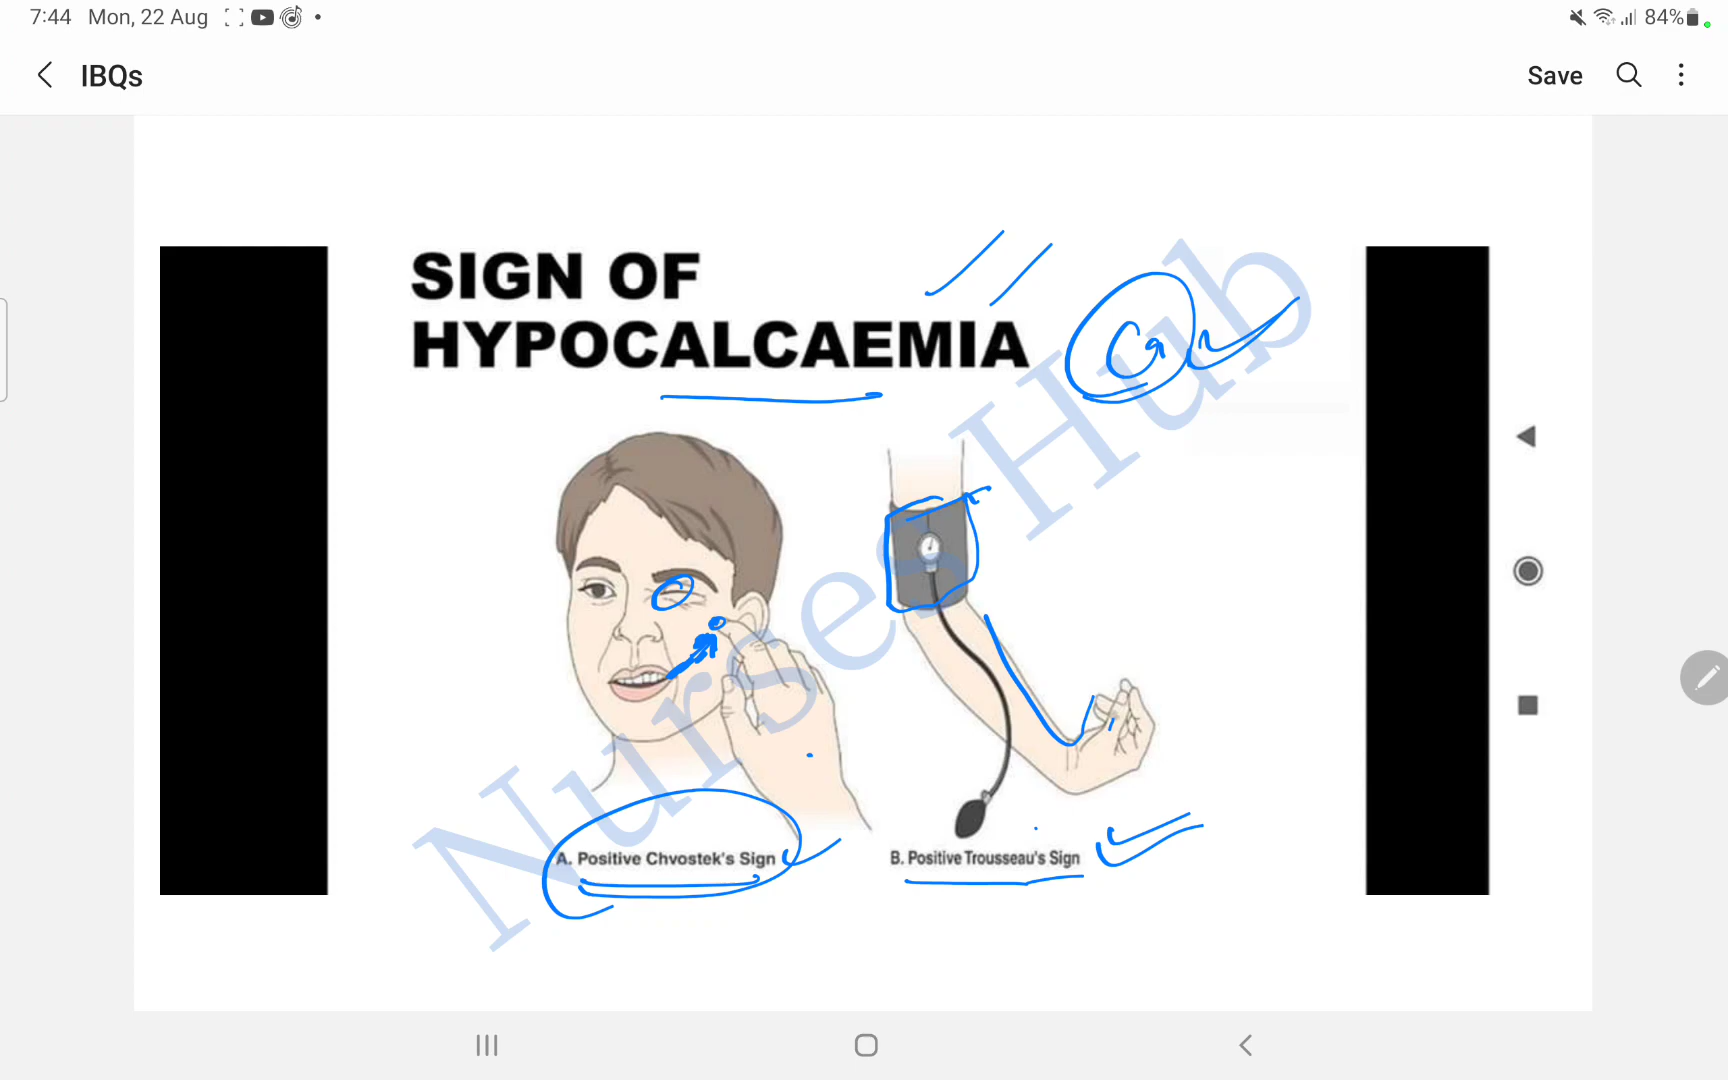 7:44 Mon, 22 Aug
84%
IBQs
Save
SIGN OF
HYPOCALCAEMIA
Ca
Nurses Hub
A. Positive Chvostek's Sign
B. Positive Trousseau's Sign